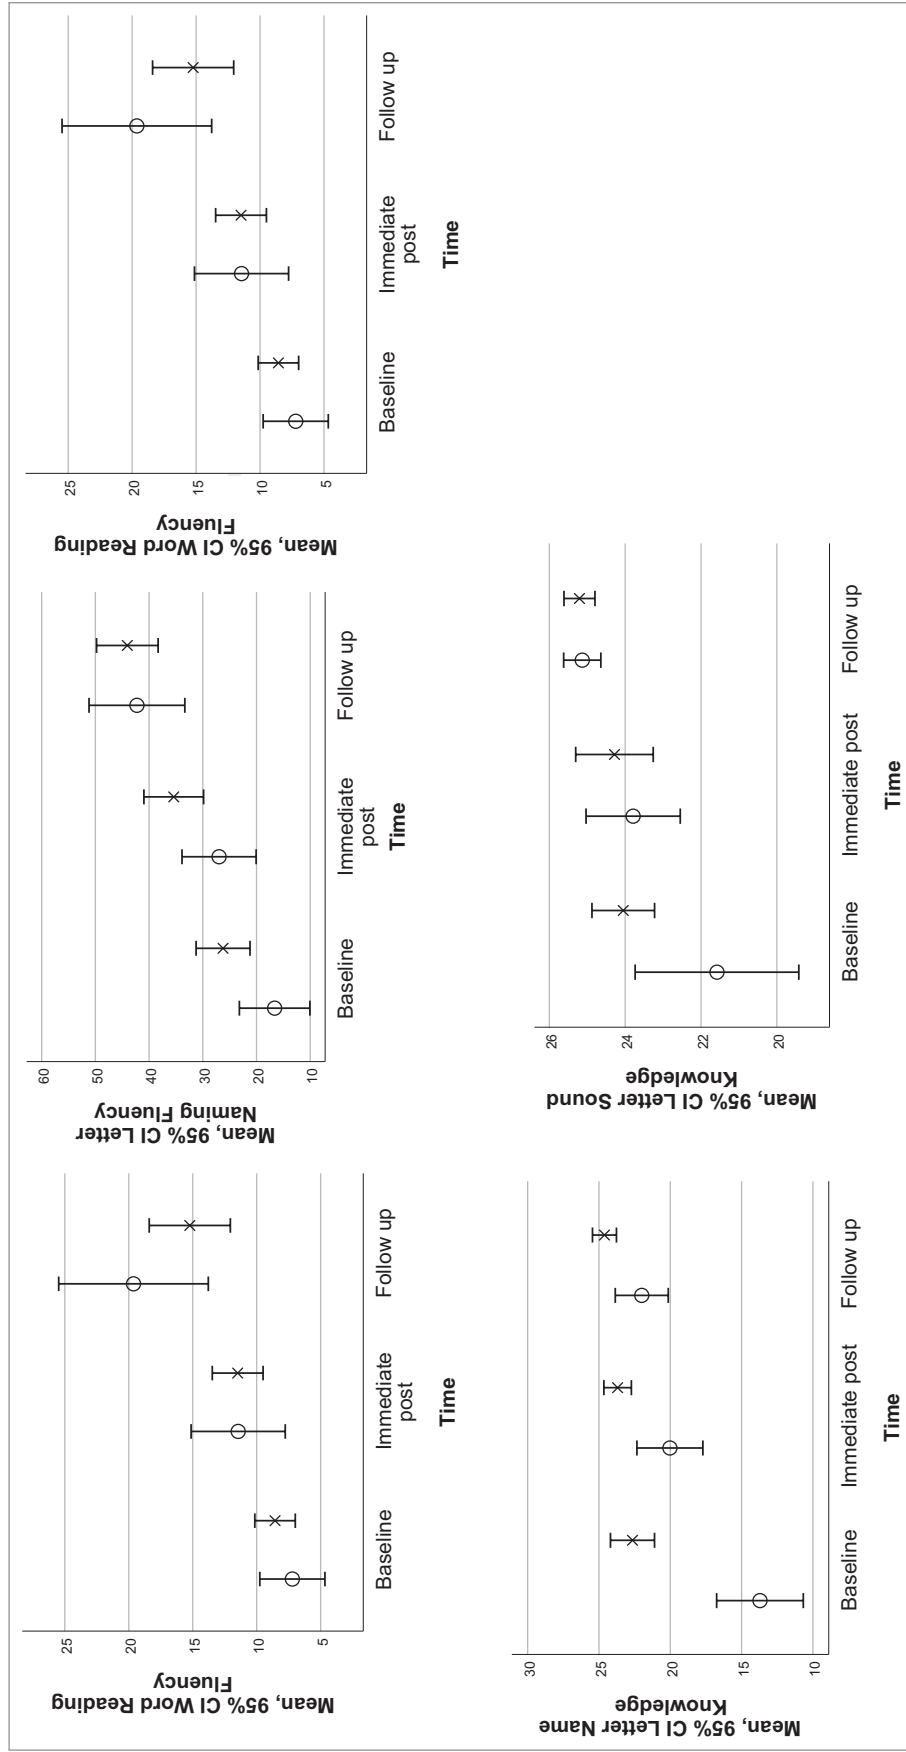 Mean, 95% CI Word Reading
Fluency
25
20
15
10
5
Baseline
Immediate
post
Follow up
Time
Mean, 95% CI Letter
Naming Fluency
60
50
40
30
20
10
Baseline
Immediate
post
Follow up
Time
Mean, 95% CI Word Reading
Fluency
25
20
15
10
5
Baseline
Immediate
post
Follow up
Time
Mean, 95% CI Letter Name
Knowledge
30
25
20
15
10
Baseline
Immediate post
Follow up
Time
Mean, 95% CI Letter Sound
Knowledge
26
24
22
20
Baseline
Immediate post
Follow up
Time